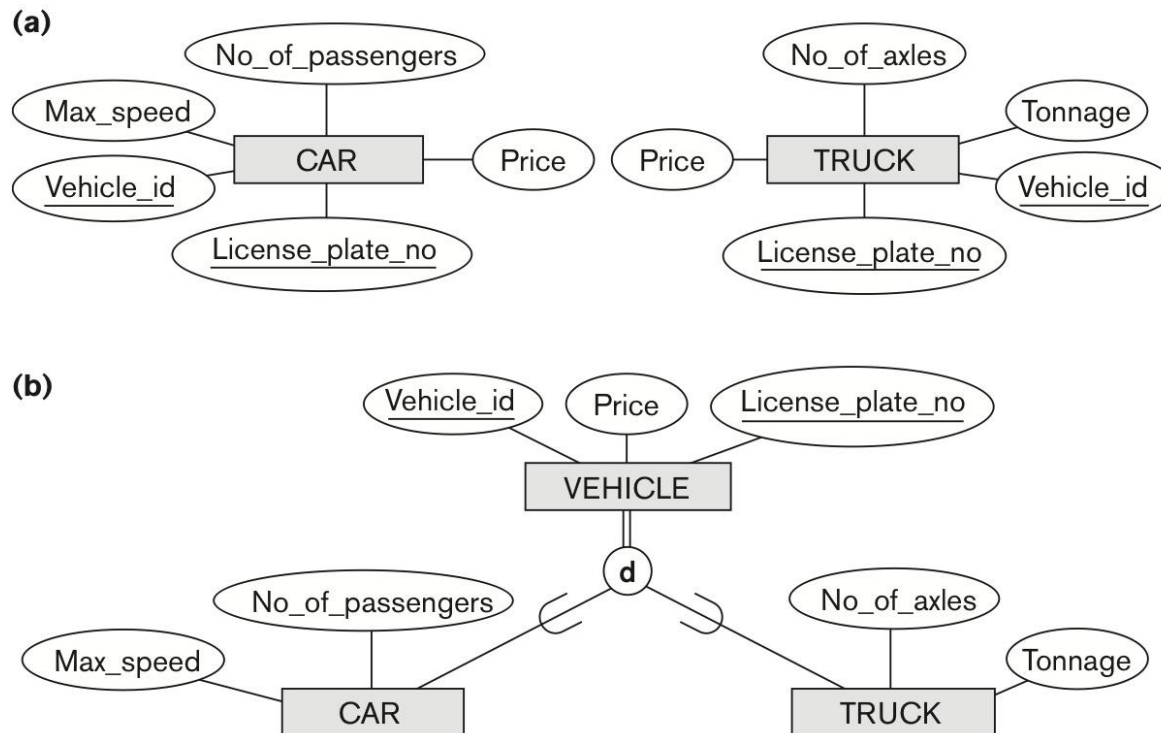 (a)
No_of_passengers
No_of_axles
Max_speed
Tonnage
CAR
Price
Price
TRUCK
Vehicle_id
Vehicle_id
License_plate_no
License_plate_no
(b)
Vehicle_id
Price
License_plate_no
VEHICLE
d
No_of_passengers
No_of_axles
Max_speed
Tonnage
CAR
TRUCK